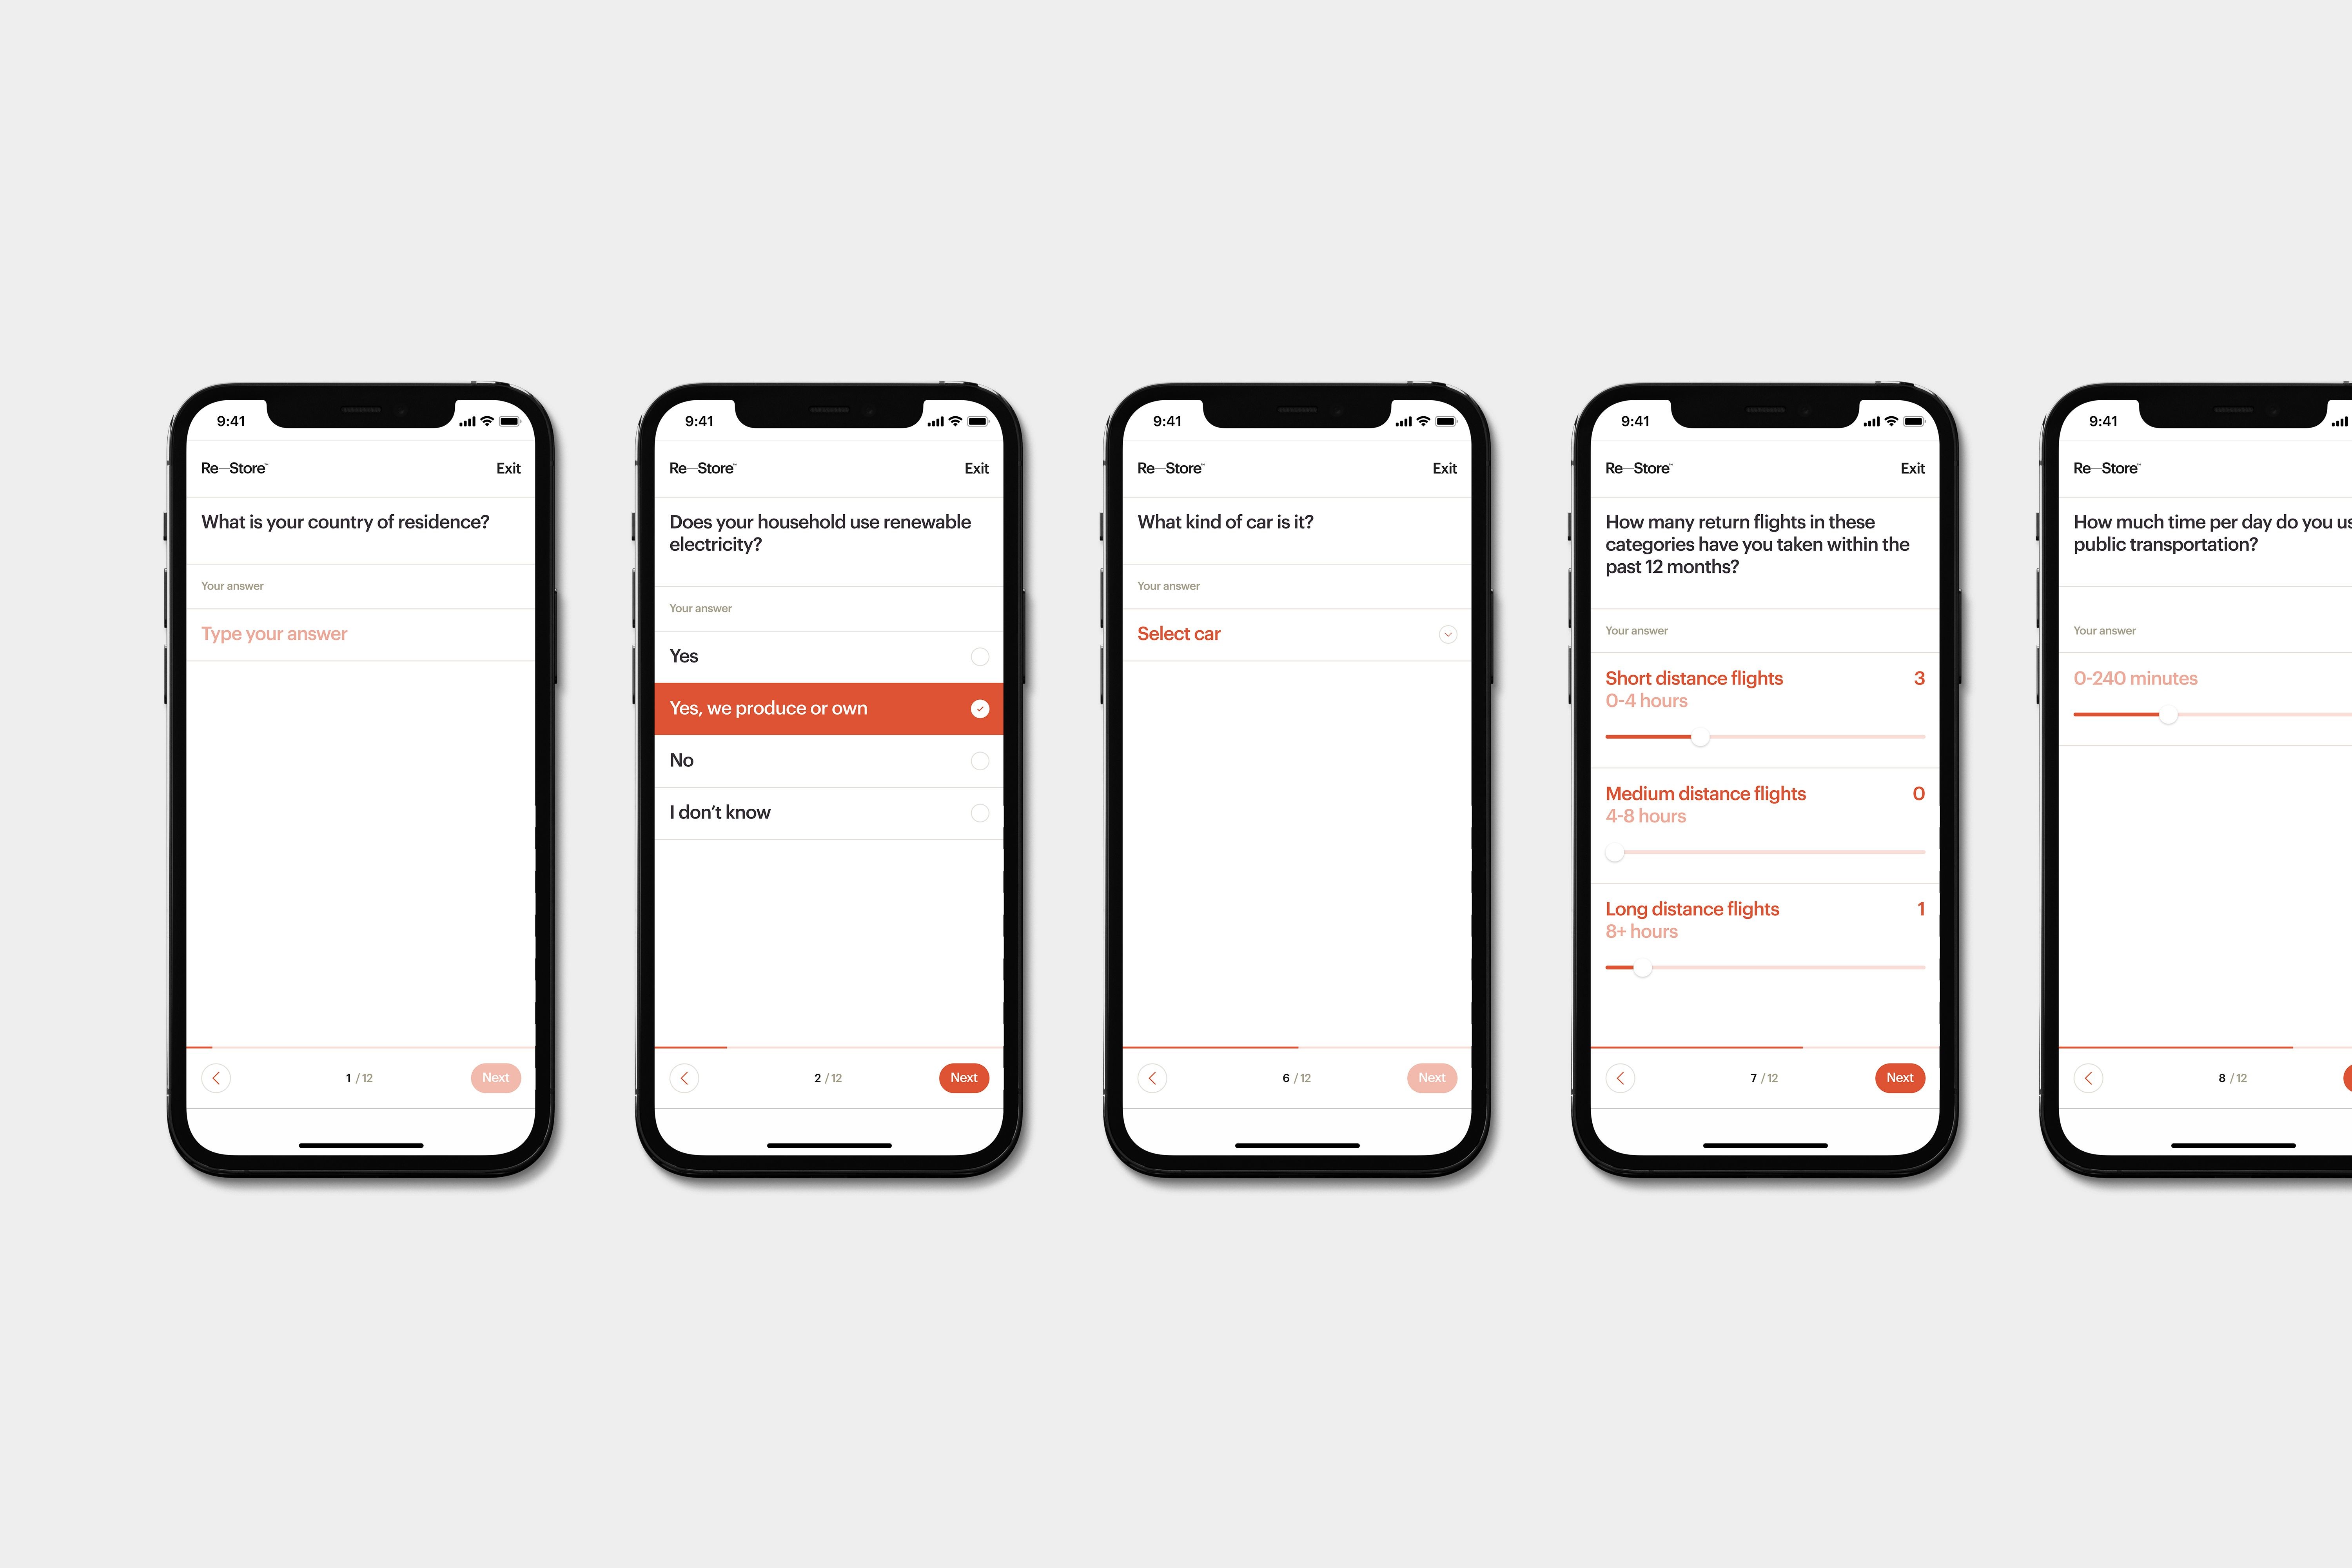 9:41
Re—Store™
Exit
What is your country of residence?
Your answer
Type your answer
1 / 12
Next
9:41
Re—Store™
Exit
Does your household use renewable
electricity?
Your answer
Yes
Yes, we produce or own
No
I don’t know
2 / 12
Next
9:41
Re—Store™
Exit
What kind of car is it?
Your answer
Select car
6 / 12
Next
9:41
Re—Store™
Exit
How many return flights in these
categories have you taken within the
past 12 months?
Your answer
Short distance flights 3
0-4 hours
Medium distance flights 0
4-8 hours
Long distance flights 1
8+ hours
7 / 12
Next
9:41
Re—Store™
How much time per day do you us
public transportation?
Your answer
0-240 minutes
8 / 12